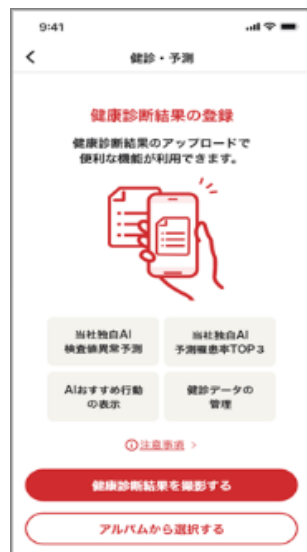 9:41
健診・予測
健康診断結果の登録
健康診断結果のアップロードで
便利な機能が利用できます。
当社独自AI
検査値異常予測
当社独自AI
予測罹患率TOP3
AIおすすめ行動
の表示
健診データの
管理
注意事項 >
健康診断結果を撮影する
アルバムから選択する